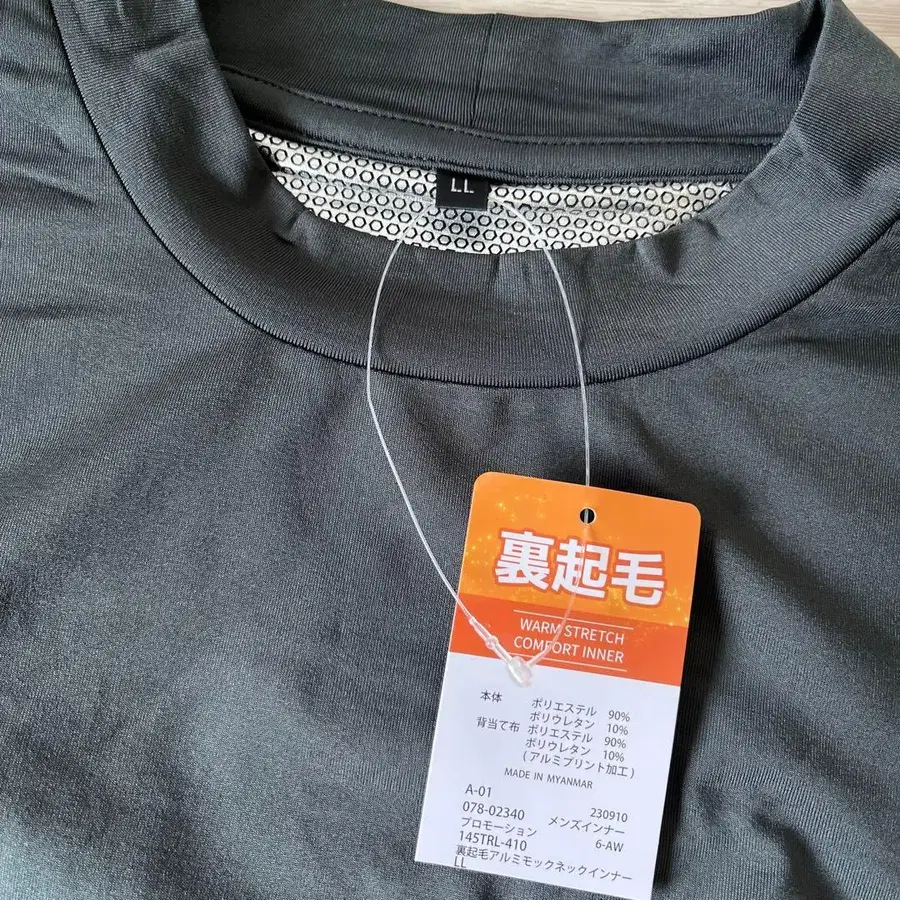 LL
裏起毛
WARM STRETCH
COMFORT INNER
本体 ポリエステル 90%
ポリウレタン 10%
背当て布 ポリエステル 90%
ポリウレタン 10%
(アルミプリント加工)
MADE IN MYANMAR
A-01 230910
078-02340 メンズインナー
プロモーション 6-AW
145TRL-410
裏起毛アルミモックネックインナー
LL